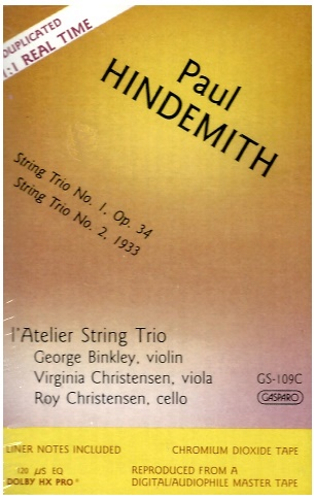 DUPLICATED
1:1 REAL TIME
Paul
HINDEMITH
String Trio No. 1, Op. 34
String Trio No. 2, 1933
l'Atelier String Trio
George Binkley, violin
Virginia Christensen, viola
Roy Christensen, cello
GS-109C
GASPARO
LINER NOTES INCLUDED
CHROMIUM DIOXIDE TAPE
120 µS EQ
DOLBY HX PRO®
REPRODUCED FROM A
DIGITAL/AUDIOPHILE MASTER TAPE